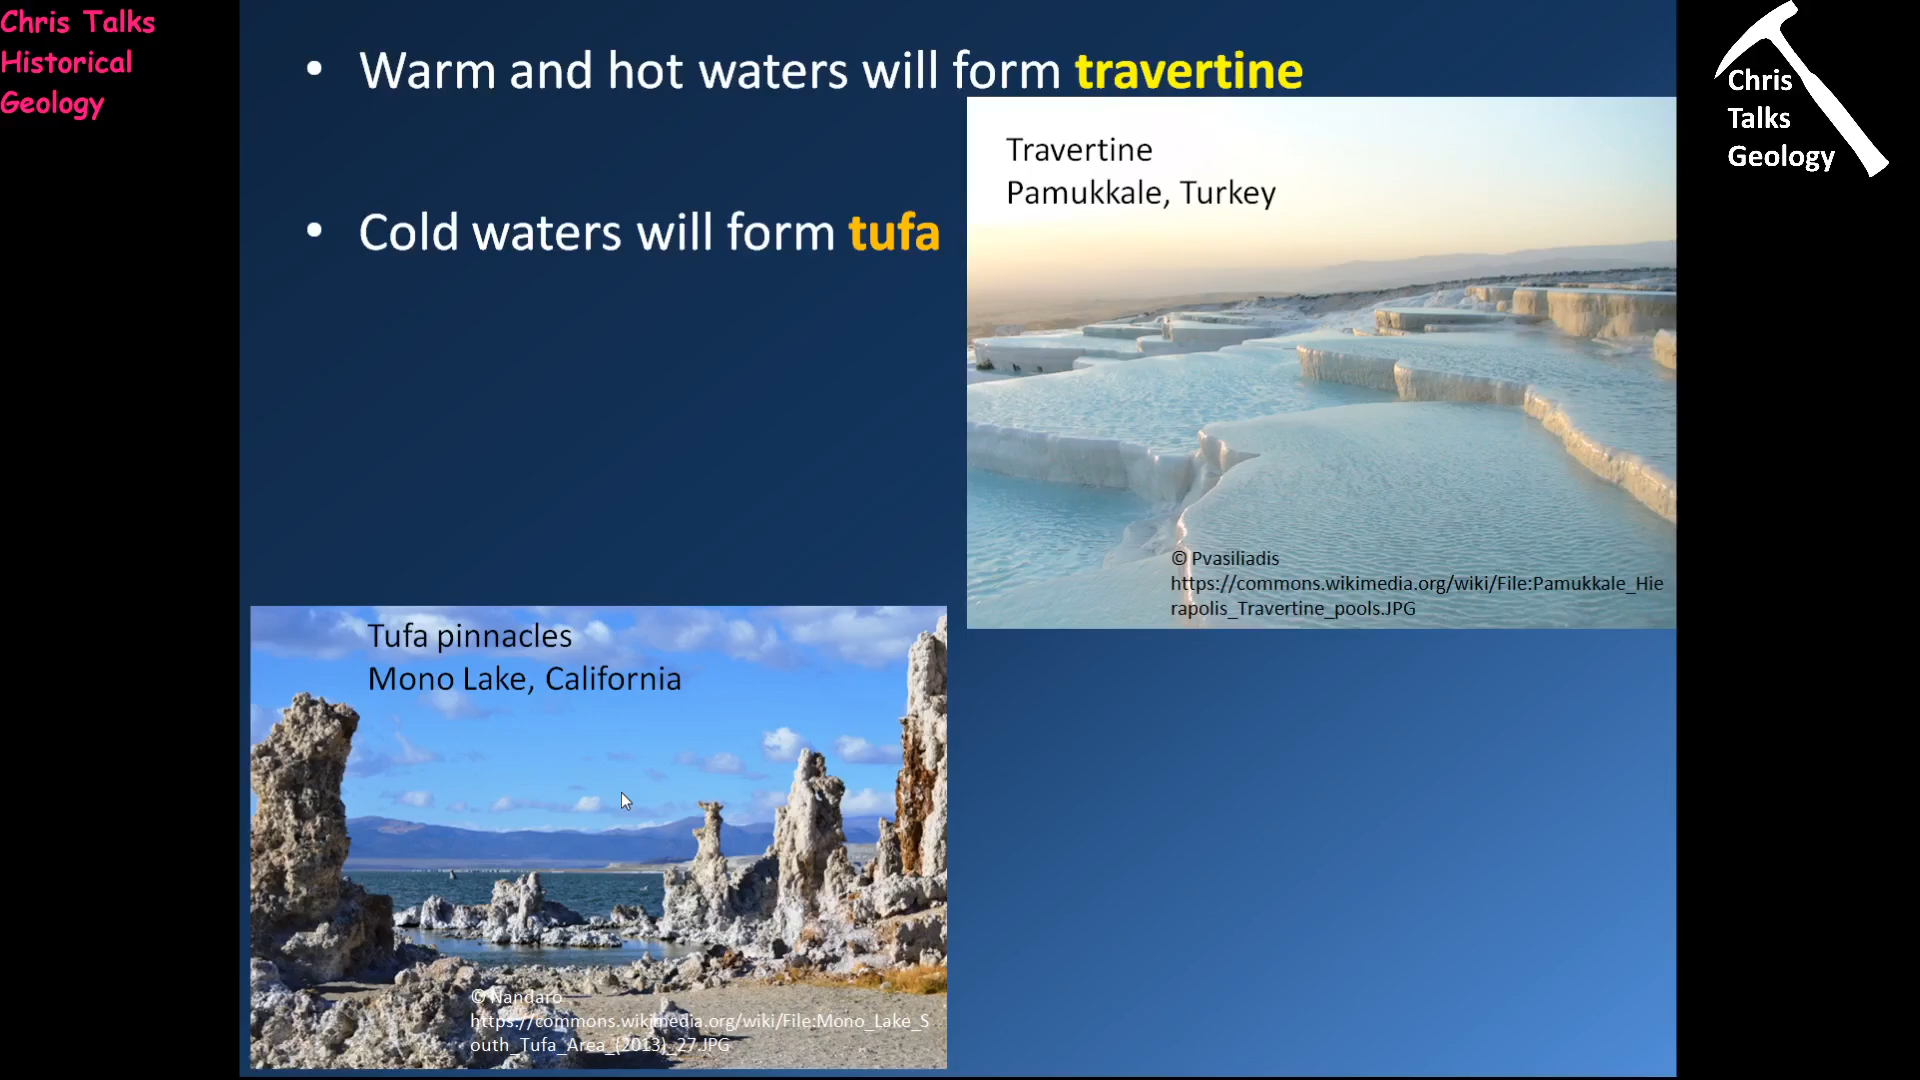 Chris Talks
Historical
Geology
• Warm and hot waters will form travertine
• Cold waters will form tufa
Travertine
Pamukkale, Turkey
© Pvasiliadis
https://commons.wikimedia.org/wiki/File:Pamukkale_Hie
rapolis_Travertine_pools.JPG
Tufa pinnacles
Mono Lake, California
© Nandaro
https://commons.wikimedia.org/wiki/File:Mono_Lake_S
outh_Tufa_Area_(2013)_27.JPG
Chris
Talks
Geology